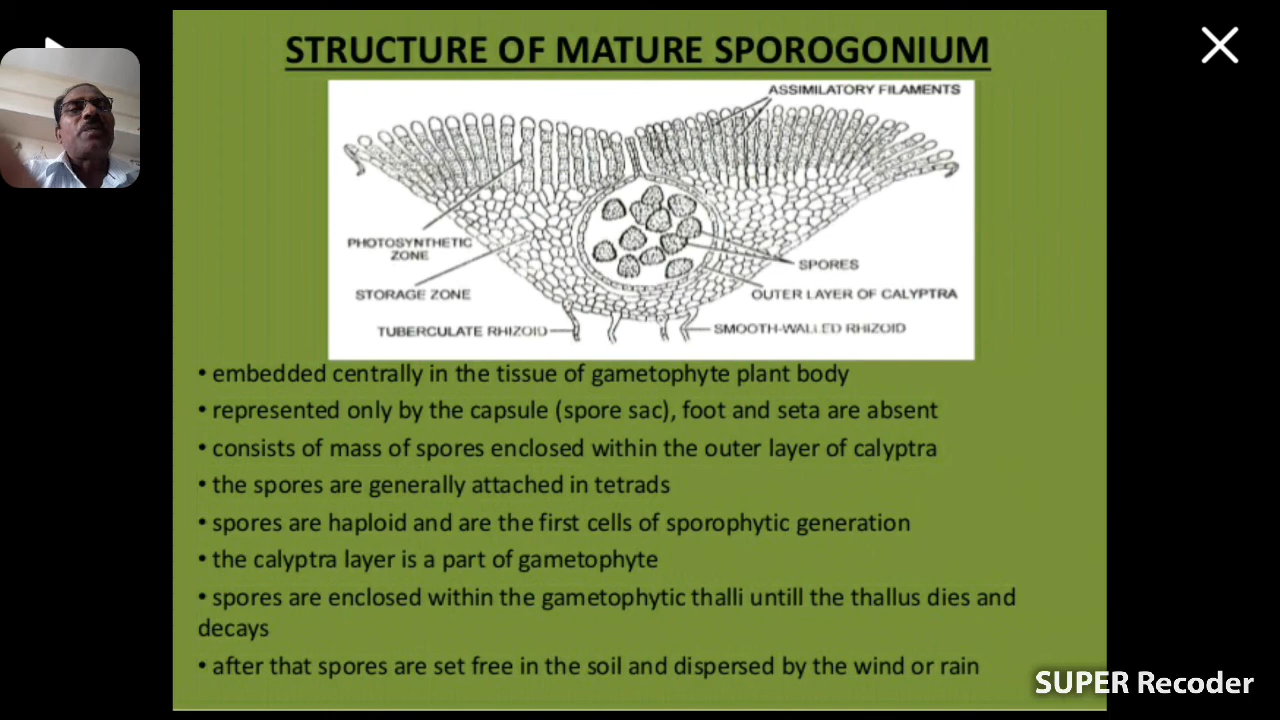 STRUCTURE OF MATURE SPOROGONIUM
ASSIMILATORY FILAMENTS
PHOTOSYNTHETIC
ZONE
STORAGE ZONE
SPORES
OUTER LAYER OF CALYPTRA
TUBERCULATE RHIZOID
SMOOTH-WALLED RHIZOID
• embedded centrally in the tissue of gametophyte plant body
• represented only by the capsule (spore sac), foot and seta are absent
• consists of mass of spores enclosed within the outer layer of calyptra
• the spores are generally attached in tetrads
• spores are haploid and are the first cells of sporophytic generation
• the calyptra layer is a part of gametophyte
• spores are enclosed within the gametophytic thalli untill the thallus dies and
decays
• after that spores are set free in the soil and dispersed by the wind or rain
SUPER Recoder